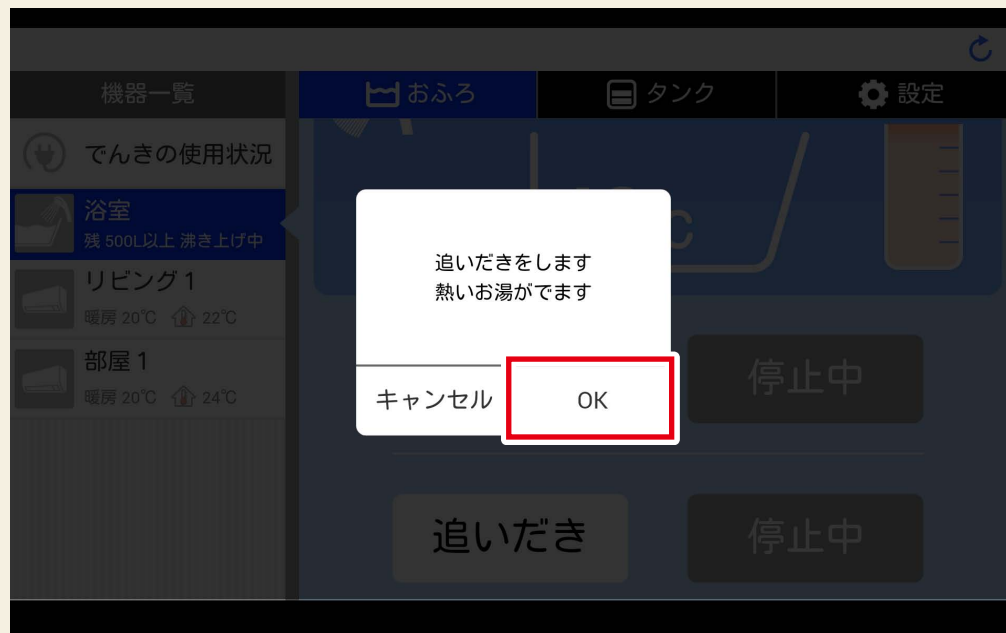 機器一覧
おふろ
タンク
設定
でんきの使用状況
浴室
残 500L以上 沸き上げ中
リビング 1
暖房 20℃ 22℃
部屋 1
暖房 20℃ 24℃
追いだきをします
熱いお湯がでます
キャンセル
OK
停止中
追いだき
停止中